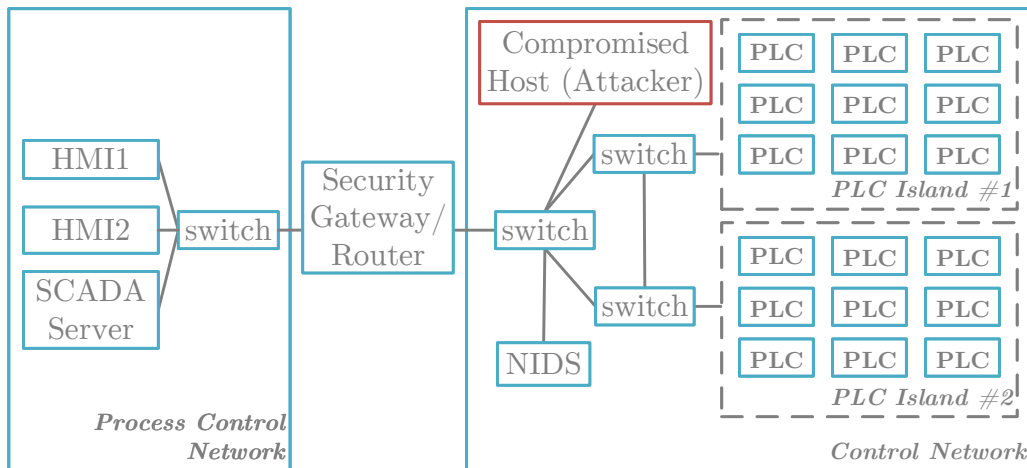 HMI1
HMI2
SCADA
Server
switch
Process Control
Network
Security
Gateway/
Router
Compromised
Host (Attacker)
switch
switch
switch
NIDS
PLC PLC PLC
PLC PLC PLC
PLC PLC PLC
PLC Island #1
PLC PLC PLC
PLC PLC PLC
PLC PLC PLC
PLC Island #2
Control Network